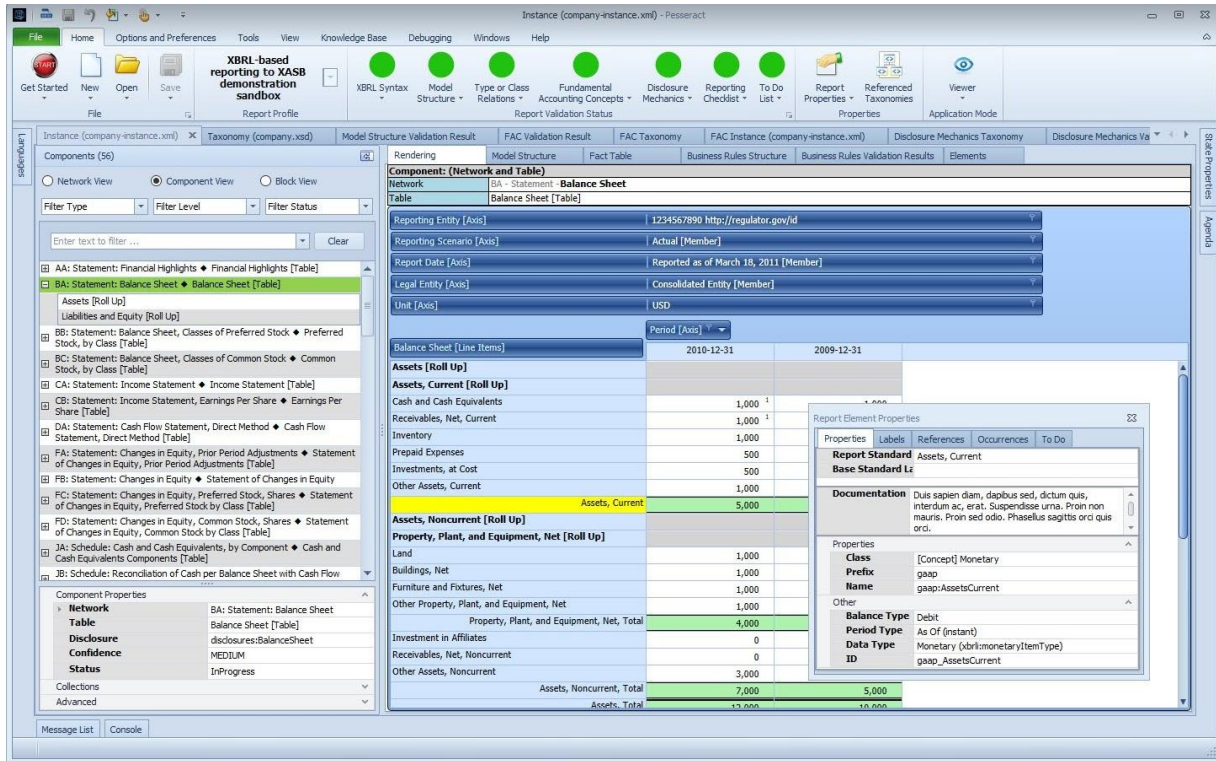 Instance (company-instance.xml) - Pesseract
File Home Options and Preferences Tools View Knowledge Base Debugging Windows Help
START
Get Started New Open Save
File
XBRL-based
reporting to XASB
demonstration
sandbox
Report Profile
XBRL Syntax Model Structure Type or Class Relations Fundamental Accounting Concepts Disclosure Mechanics Reporting Checklist To Do List
Report Validation Status
Report Properties Referenced Taxonomies
Properties
Viewer
Application Mode
Languages
Instance (company-instance.xml) X Taxonomy (company.xsd) Model Structure Validation Result FAC Validation Result FAC Taxonomy FAC Instance (company-instance.xml) Disclosure Mechanics Taxonomy Disclosure Mechanics Va
State Properties
Agenda
Components (56)
Network View Component View Block View
Filter Type Filter Level Filter Status
Enter text to filter ... Clear
AA: Statement: Financial Highlights ◆ Financial Highlights [Table]
BA: Statement: Balance Sheet ◆ Balance Sheet [Table]
Assets [Roll Up]
Liabilities and Equity [Roll Up]
BB: Statement: Balance Sheet, Classes of Preferred Stock ◆ Preferred
Stock, by Class [Table]
BC: Statement: Balance Sheet, Classes of Common Stock ◆ Common
Stock, by Class [Table]
CA: Statement: Income Statement ◆ Income Statement [Table]
CB: Statement: Income Statement, Earnings Per Share ◆ Earnings Per
Share [Table]
DA: Statement: Cash Flow Statement, Direct Method ◆ Cash Flow
Statement, Direct Method [Table]
FA: Statement: Changes in Equity, Prior Period Adjustments ◆ Statement
of Changes in Equity, Prior Period Adjustments [Table]
FB: Statement: Changes in Equity ◆ Statement of Changes in Equity
FC: Statement: Changes in Equity, Preferred Stock, Shares ◆ Statement
of Changes in Equity, Preferred Stock by Class [Table]
FD: Statement: Changes in Equity, Common Stock, Shares ◆ Statement
of Changes in Equity, Common Stock by Class [Table]
JA: Schedule: Cash and Cash Equivalents, by Component ◆ Cash and
Cash Equivalents Components [Table]
JB: Schedule: Reconciliation of Cash per Balance Sheet with Cash Flow
Component Properties
Network BA: Statement: Balance Sheet
Table Balance Sheet [Table]
Disclosure disclosures:BalanceSheet
Confidence MEDIUM
Status InProgress
Collections
Advanced
Rendering Model Structure Fact Table Business Rules Structure Business Rules Validation Results Elements
Component: (Network and Table)
Network BA - Statement - Balance Sheet
Table Balance Sheet [Table]
Reporting Entity [Axis] 1234567890 http://regulator.gov/id
Reporting Scenario [Axis] Actual [Member]
Report Date [Axis] Reported as of March 18, 2011 [Member]
Legal Entity [Axis] Consolidated Entity [Member]
Unit [Axis] USD
Period [Axis]
Balance Sheet [Line Items] 2010-12-31 2009-12-31
Assets [Roll Up]
Assets, Current [Roll Up]
Cash and Cash Equivalents 1,000 1 1,000
Receivables, Net, Current 1,000 1
Inventory 1,000
Prepaid Expenses 500
Investments, at Cost 500
Other Assets, Current 1,000
Assets, Current 5,000
Assets, Noncurrent [Roll Up]
Property, Plant, and Equipment, Net [Roll Up]
Land 1,000
Buildings, Net 1,000
Furniture and Fixtures, Net 1,000
Other Property, Plant, and Equipment, Net 1,000
Property, Plant, and Equipment, Net, Total 4,000
Investment in Affiliates 0
Receivables, Net, Noncurrent 0
Other Assets, Noncurrent 3,000
Assets, Noncurrent, Total 7,000 5,000
Assets, Total 12,000 10,000
Report Element Properties
Properties Labels References Occurrences To Do
Report Standard Assets, Current
Base Standard La
Documentation Duis sapien diam, dapibus sed, dictum quis,
interdum ac, erat. Suspendisse urna. Proin non
mauris. Proin sed odio. Phasellus sagittis orci quis
orci.
Properties
Class [Concept] Monetary
Prefix gaap
Name gaap:AssetsCurrent
Other
Balance Type Debit
Period Type As Of (instant)
Data Type Monetary (xbrli:monetaryItemType)
ID gaap_AssetsCurrent
Message List Console